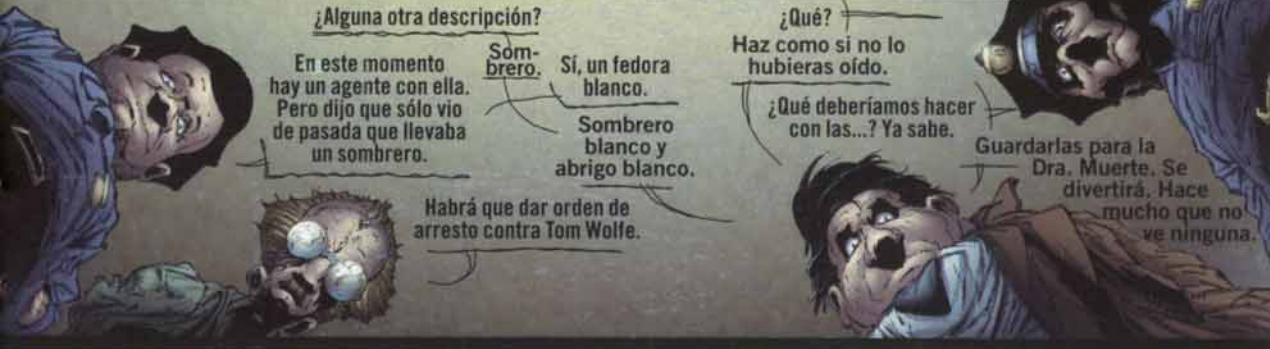 ¿Alguna otra descripción?
En este momento
hay un agente con ella.
Pero dijo que sólo vio
de pasada que llevaba
un sombrero.
Som-
brero.
Sí, un fedora
blanco.
Sombrero
blanco y
abrigo blanco.
Habrá que dar orden de
arresto contra Tom Wolfe.
¿Qué?
Haz como si no lo
hubieras oído.
¿Qué deberíamos hacer
con las...? Ya sabe.
Guardarlas para la
Dra. Muerte. Se
divertirá. Hace
mucho que no
ve ninguna.